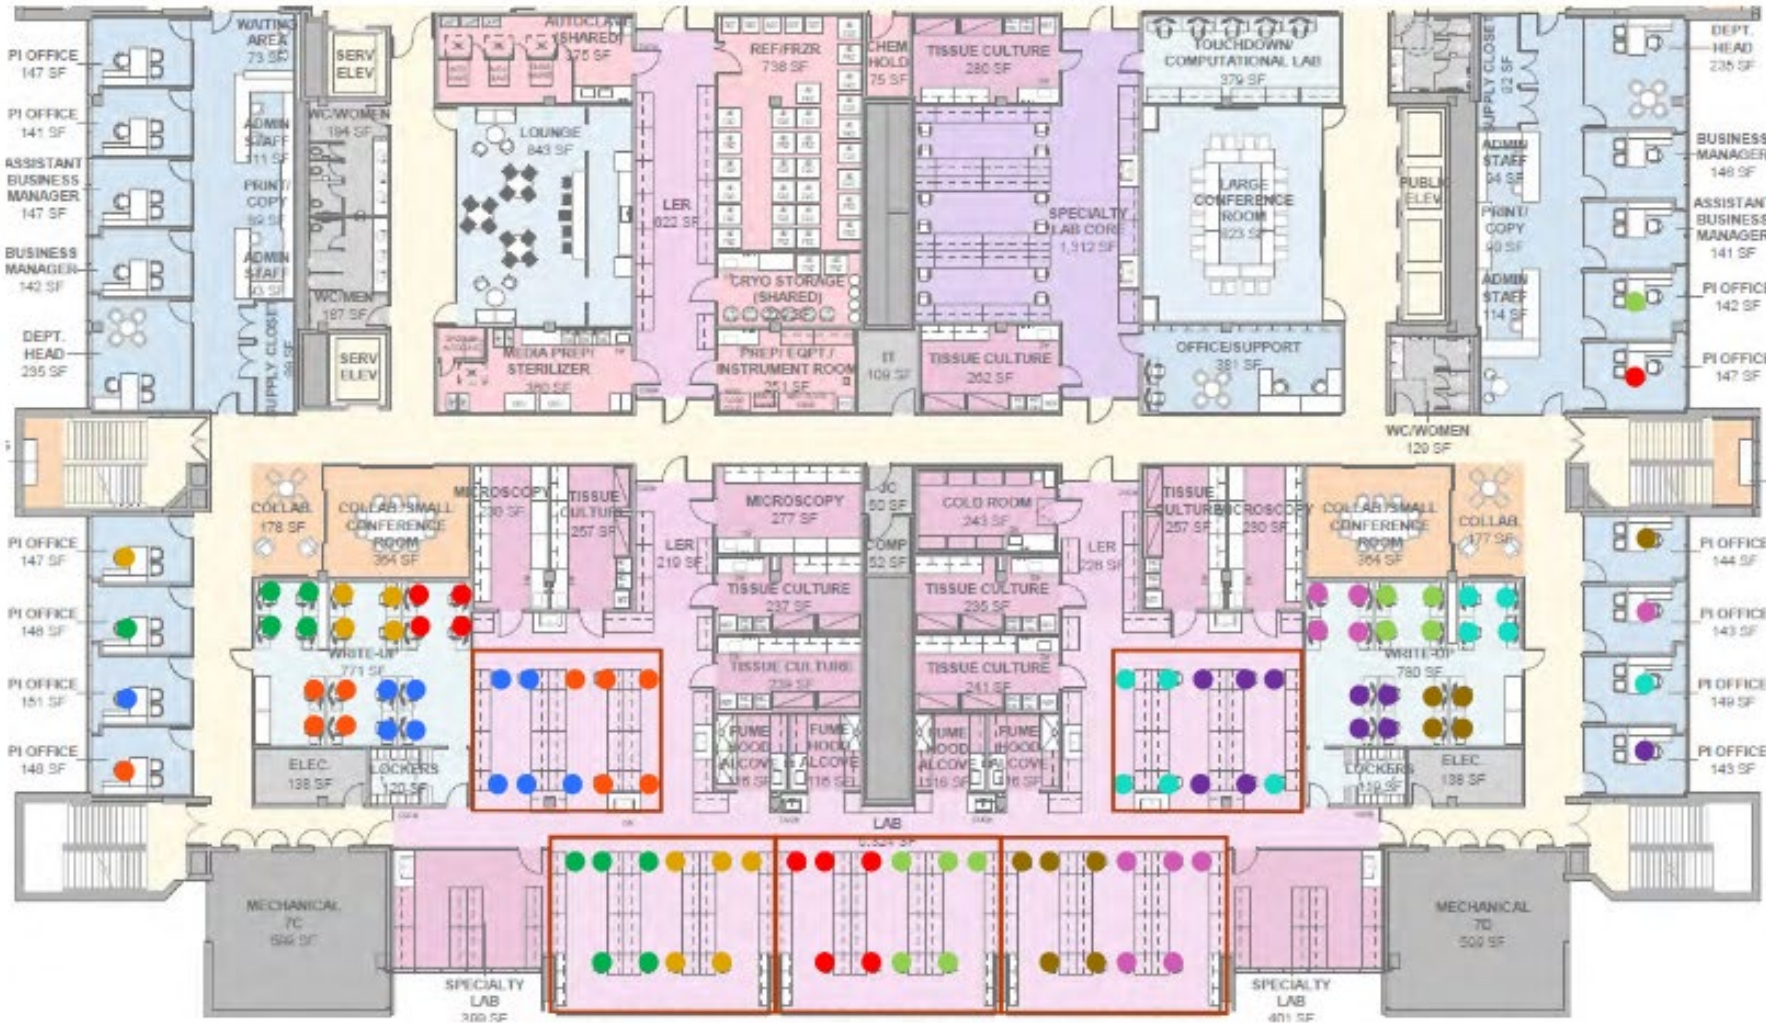 PI OFFICE
147 SF
PI OFFICE
141 SF
ASSISTANT
BUSINESS
MANAGER
147 SF
BUSINESS
MANAGER
142 SF
DEPT.
HEAD
235 SF
WAITING
AREA
73 SF
ADMIN
STAFF
PRINT/
COPY
ADMIN
STAFF
SUPPLY CLOSET
SERV
ELEV
WC/WOMEN
194 SF
WC/MEN
187 SF
SERV
ELEV
AUTOCLAVE
(SHARED)
LOUNGE
843 SF
MEDIA PREP/
STERILIZER
360 SF
LER
622 SF
REF/FRZR
738 SF
CRYO STORAGE
(SHARED)
PREP/ EQPT./
INSTRUMENT ROOM
251 SF
CHEM
HOLD
75 SF
IT
109 SF
TISSUE CULTURE
280 SF
TISSUE CULTURE
262 SF
SPECIALTY
LAB CORE
1,312 SF
TOUCHDOWN/
COMPUTATIONAL LAB
379 SF
LARGE
CONFERENCE
ROOM
823 SF
OFFICE/SUPPORT
381 SF
PUBLIC
ELEV
WC/WOMEN
129 SF
SUPPLY CLOSET
ADMIN
STAFF
PRINT/
COPY
ADMIN
STAFF
114 SF
DEPT.
HEAD
235 SF
BUSINESS
MANAGER
146 SF
ASSISTANT
BUSINESS
MANAGER
141 SF
PI OFFICE
142 SF
PI OFFICE
147 SF
PI OFFICE
147 SF
PI OFFICE
148 SF
PI OFFICE
151 SF
PI OFFICE
148 SF
COLLAB.
178 SF
COLLAB./SMALL
CONFERENCE
ROOM
364 SF
MICROSCOPY
230 SF
TISSUE
CULTURE
257 SF
LER
219 SF
MICROSCOPY
277 SF
COLD ROOM
243 SF
COMP
52 SF
LER
228 SF
TISSUE
CULTURE
257 SF
MICROSCOPY
230 SF
COLLAB./SMALL
CONFERENCE
ROOM
364 SF
COLLAB.
177 SF
TISSUE CULTURE
237 SF
TISSUE CULTURE
235 SF
TISSUE CULTURE
239 SF
TISSUE CULTURE
241 SF
WRITE-UP
771 SF
WRITE-UP
780 SF
ELEC.
138 SF
LOCKERS
120 SF
FUME
HOOD
ALCOVE
116 SF
FUME
HOOD
ALCOVE
116 SF
FUME
HOOD
ALCOVE
116 SF
FUME
HOOD
ALCOVE
LOCKERS
ELEC.
138 SF
PI OFFICE
144 SF
PI OFFICE
143 SF
PI OFFICE
149 SF
PI OFFICE
143 SF
LAB
MECHANICAL
7C
SPECIALTY
LAB
399 SF
SPECIALTY
LAB
401 SF
MECHANICAL
7D